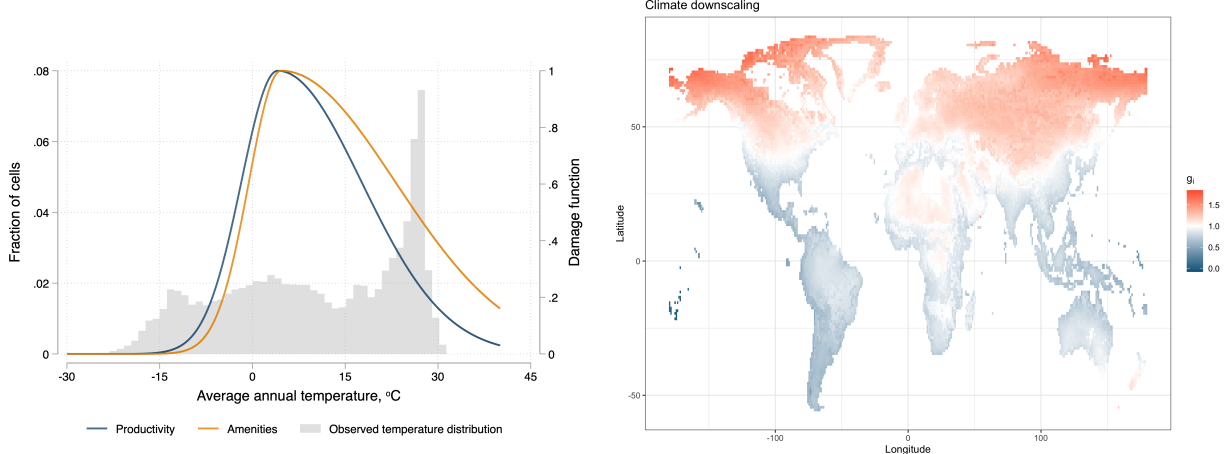 Climate downscaling
.08
.06
.04
.02
0
Fraction of cells
1
.8
.6
.4
.2
0
Damage function
-30
-15
0
15
30
45
Average annual temperature, ºC
Productivity
Amenities
Observed temperature distribution
50
0
-50
Latitude
-100
0
100
Longitude
gi
1.5
1.0
0.5
0.0